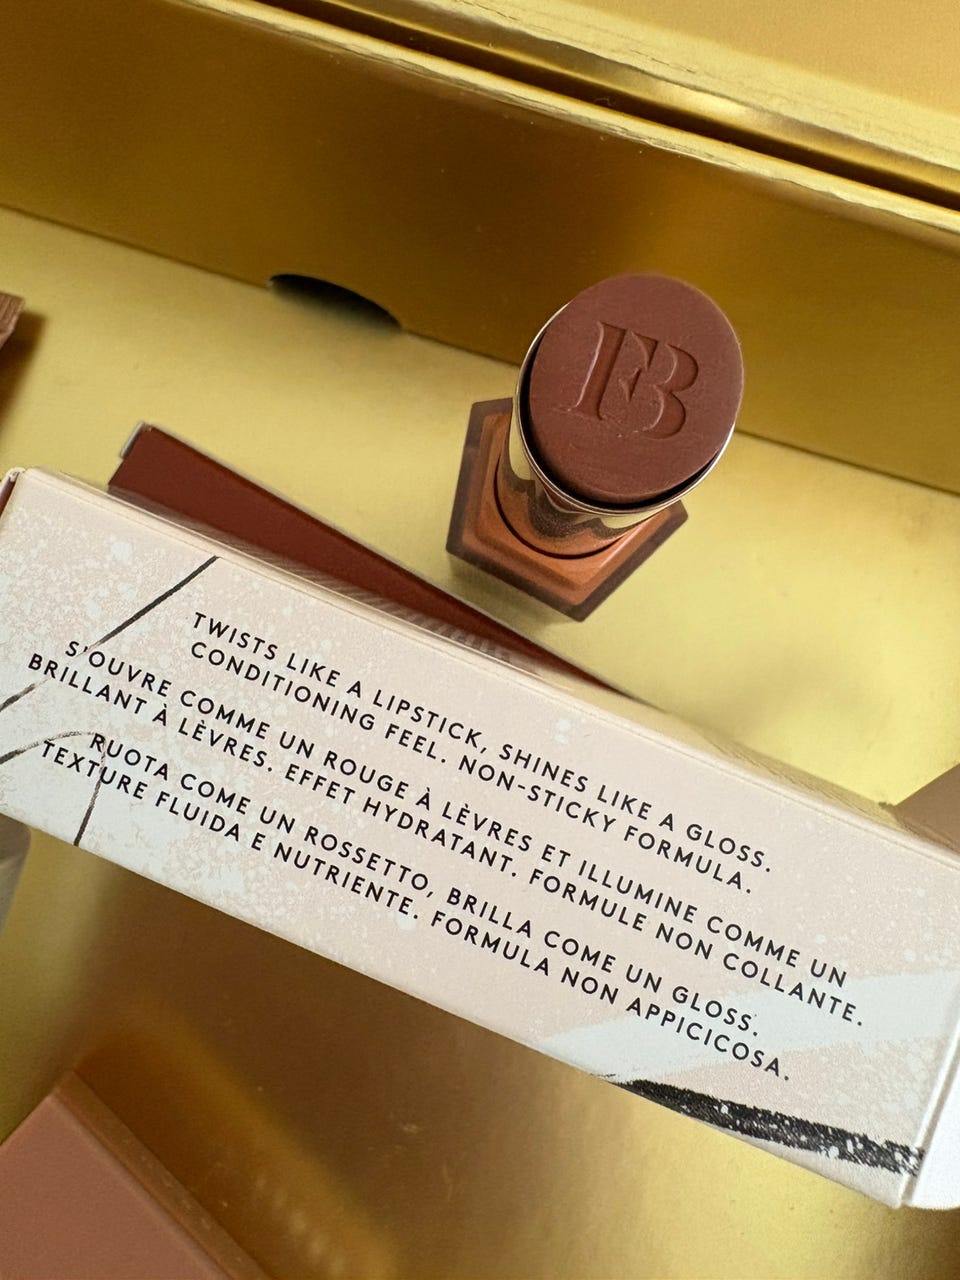 FB
TWISTS LIKE A LIPSTICK, SHINES LIKE A GLOSS.
CONDITIONING FEEL. NON-STICKY FORMULA.
S'OUVRE COMME UN ROUGE À LÈVRES ET ILLUMINE COMME UN
BRILLANT À LÈVRES. EFFET HYDRATANT. FORMULE NON COLLANTE.
RUOTA COME UN ROSSETTO, BRILLA COME UN GLOSS.
TEXTURE FLUIDA E NUTRIENTE. FORMULA NON APPICICOSA.